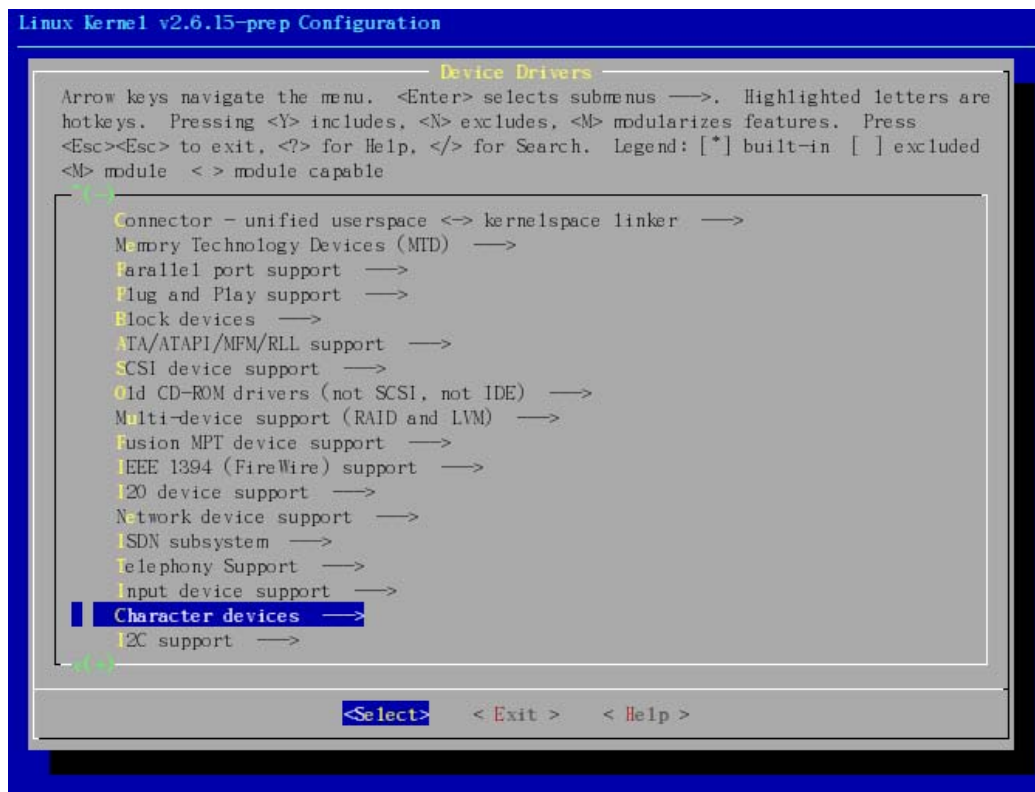 Linux Kernel v2.6.15-prep Configuration
Device Drivers
Arrow keys navigate the menu. <Enter> selects submenus --->. Highlighted letters are
hotkeys. Pressing <Y> includes, <N> excludes, <M> modularizes features. Press
<Esc><Esc> to exit, <?> for Help, </> for Search. Legend: [*] built-in [ ] excluded
<M> module < > module capable
^(-)
Connector - unified userspace <-> kernelspace linker --->
Memory Technology Devices (MTD) --->
Parallel port support --->
Plug and Play support --->
Block devices --->
ATA/ATAPI/MFM/RLL support --->
SCSI device support --->
Old CD-ROM drivers (not SCSI, not IDE) --->
Multi-device support (RAID and LVM) --->
Fusion MPT device support --->
IEEE 1394 (FireWire) support --->
I2O device support --->
Network device support --->
ISDN subsystem --->
Telephony Support --->
Input device support --->
Character devices --->
I2C support --->
v(+)
<Select> < Exit > < Help >